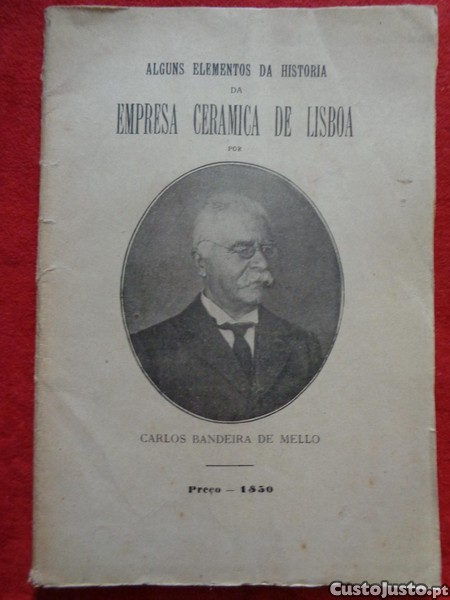 ALGUNS ELEMENTOS DA HISTORIA
DA
EMPRESA CERAMICA DE LISBOA
POR
CARLOS BANDEIRA DE MELLO
Preço — 1$50
CustoJusto.pt